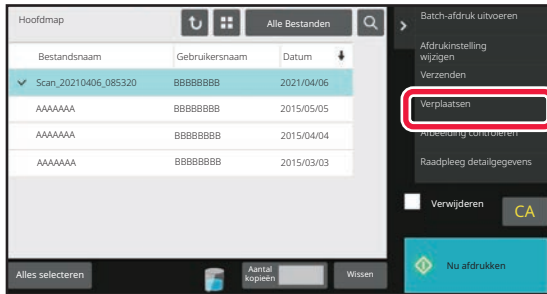 Hoofdmap
Alle Bestanden
Bestandsnaam Gebruikersnaam Datum
Scan_20210406_085320 BBBBBBBB 2021/04/06
AAAAAAA BBBBBBBB 2015/05/05
AAAAAAA BBBBBBBB 2015/04/04
AAAAAAA BBBBBBBB 2015/03/03
Alles selecteren
Aantal
kopieën
Wissen
Batch-afdruk uitvoeren
Afdrukinstelling
wijzigen
Verzenden
Verplaatsen
Afbeelding controleren
Raadpleeg detailgegevens
Verwijderen
CA
Nu afdrukken